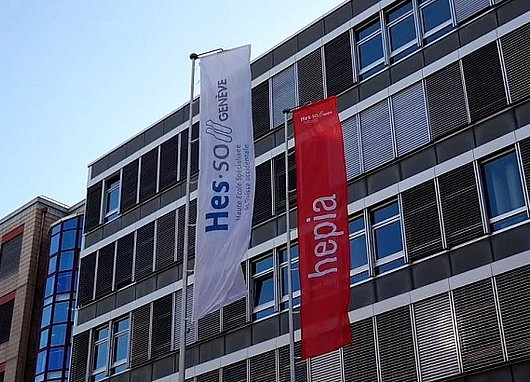 Hes·SO GENÈVE
Haute Ecole Spécialisée
de Suisse occidentale
Hes·SO
hepia